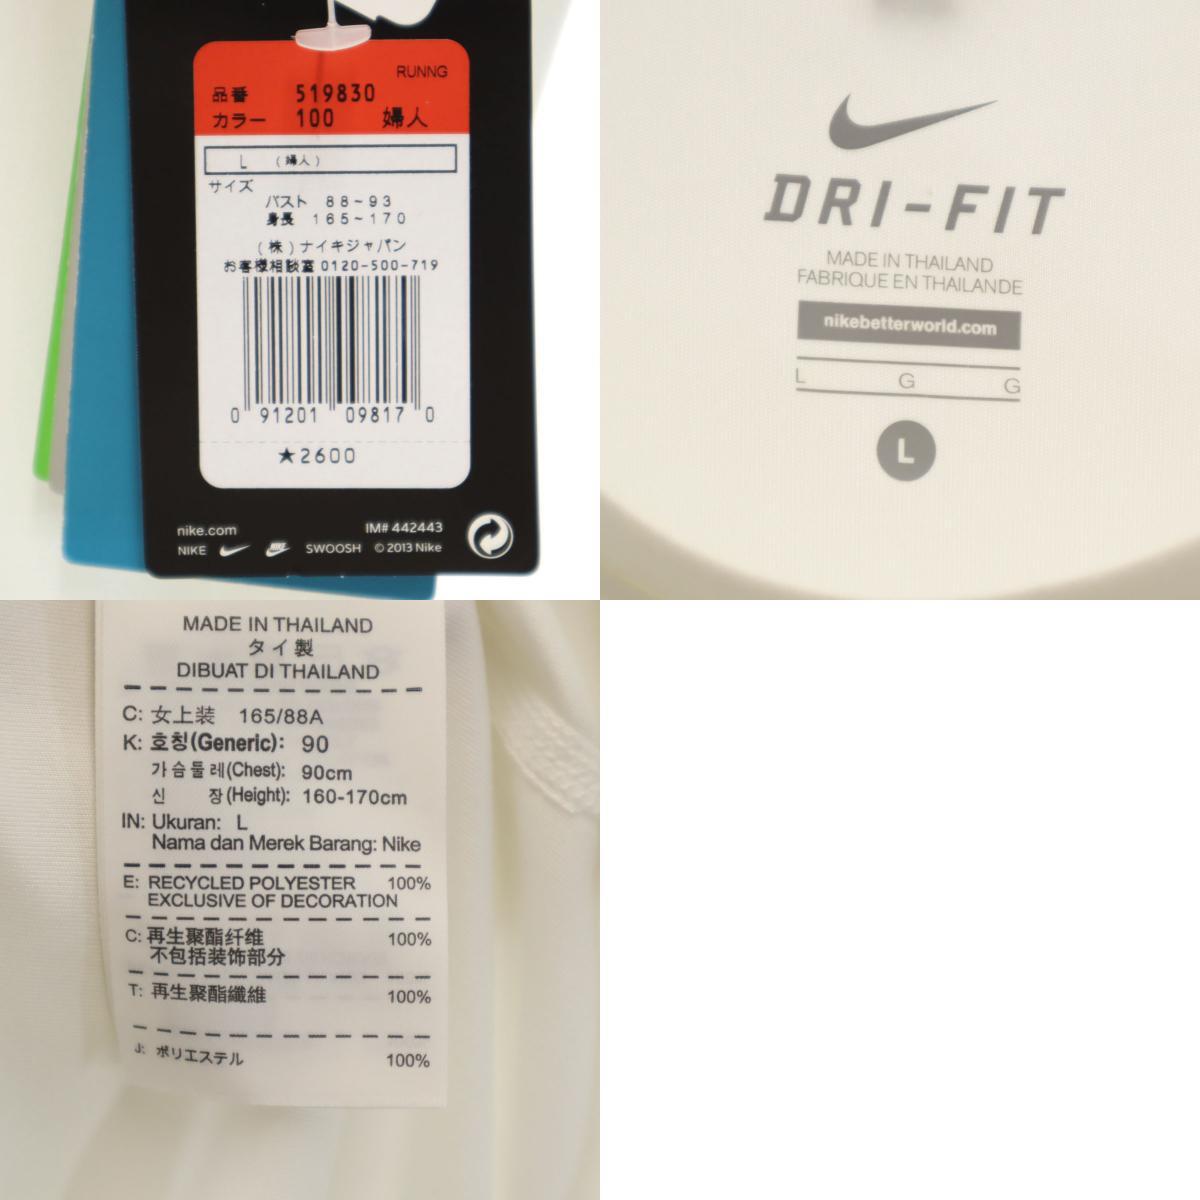 RUNNG
品番 519830
カラー 100 婦人
L (婦人)
サイズ
バスト 88~93
身長 165~170
(株)ナイキジャパン
お客様相談室 0120-500-719
0 91201 09817 0
★2600
nike.com IM# 442443
NIKE SWOOSH © 2013 Nike
DRI-FIT
MADE IN THAILAND
FABRIQUE EN THAILANDE
nikebetterworld.com
L G G
L
MADE IN THAILAND
タイ製
DIBUAT DI THAILAND
C: 女上装 165/88A
K: 호칭(Generic): 90
가슴둘레(Chest): 90cm
신 장(Height): 160-170cm
IN: Ukuran: L
Nama dan Merek Barang: Nike
E: RECYCLED POLYESTER 100%
EXCLUSIVE OF DECORATION
C: 再生聚酯纤维 100%
不包括装饰部分
T: 再生聚酯纖維 100%
J: ポリエステル 100%